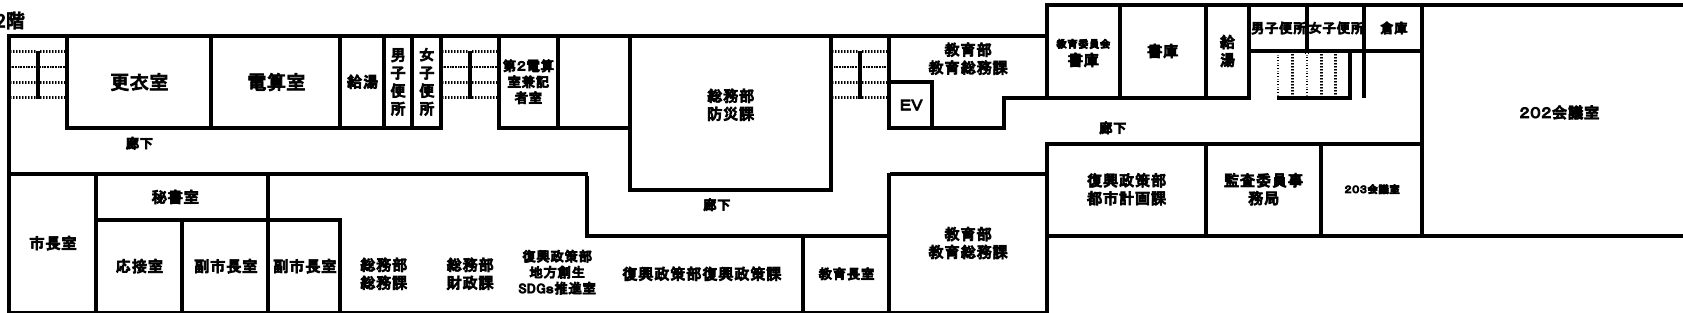 2階
更衣室
電算室
給湯
男子便所
女子便所
第2電算
室兼記
者室
総務部
防災課
教育部
教育総務課
EV
教育委員会
書庫
書庫
給湯
男子便所
女子便所
倉庫
202会議室
廊下
廊下
廊下
市長室
秘書室
応接室
副市長室
副市長室
総務部
総務課
総務部
財政課
復興政策部
地方創生
SDGs推進室
復興政策部復興政策課
教育長室
教育部
教育総務課
復興政策部
都市計画課
監査委員事
務局
203会議室